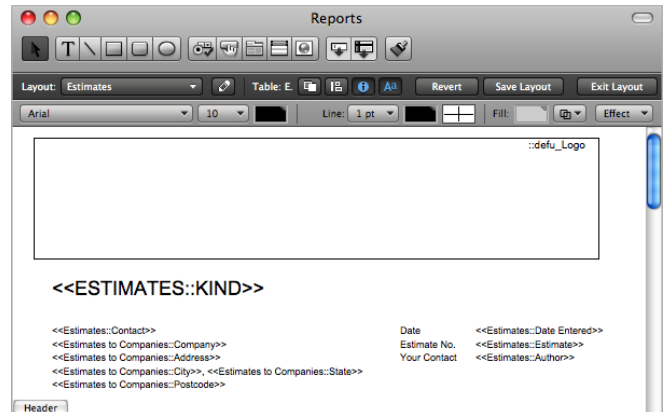 Reports
T
Layout: Estimates Table: E. Aa Revert Save Layout Exit Layout
Arial 10 Line: 1 pt Fill: Effect
::defu_Logo
<<ESTIMATES::KIND>>
<<Estimates::Contact>> Date <<Estimates::Date Entered>>
<<Estimates to Companies::Company>> Estimate No. <<Estimates::Estimate>>
<<Estimates to Companies::Address>> Your Contact <<Estimates::Author>>
<<Estimates to Companies::City>>, <<Estimates to Companies::State>>
<<Estimates to Companies::Postcode>>
Header